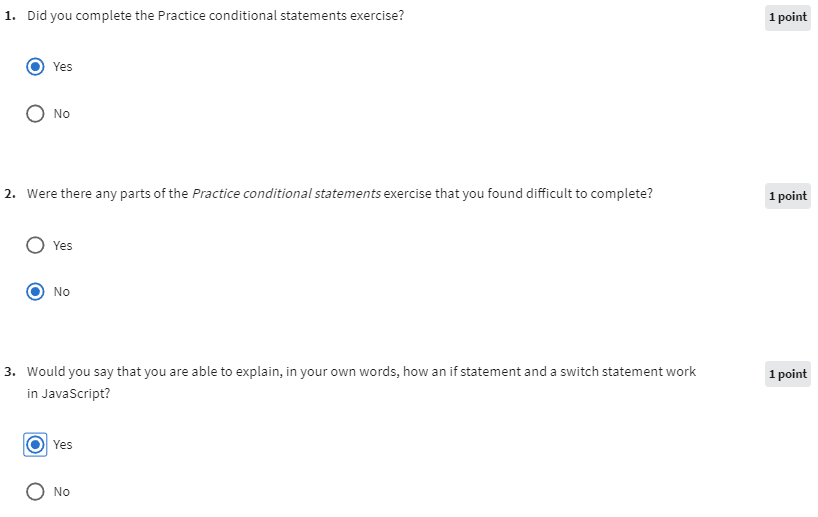 1. Did you complete the Practice conditional statements exercise? 1 point
Yes
No
2. Were there any parts of the Practice conditional statements exercise that you found difficult to complete? 1 point
Yes
No
3. Would you say that you are able to explain, in your own words, how an if statement and a switch statement work 1 point
in JavaScript?
Yes
No